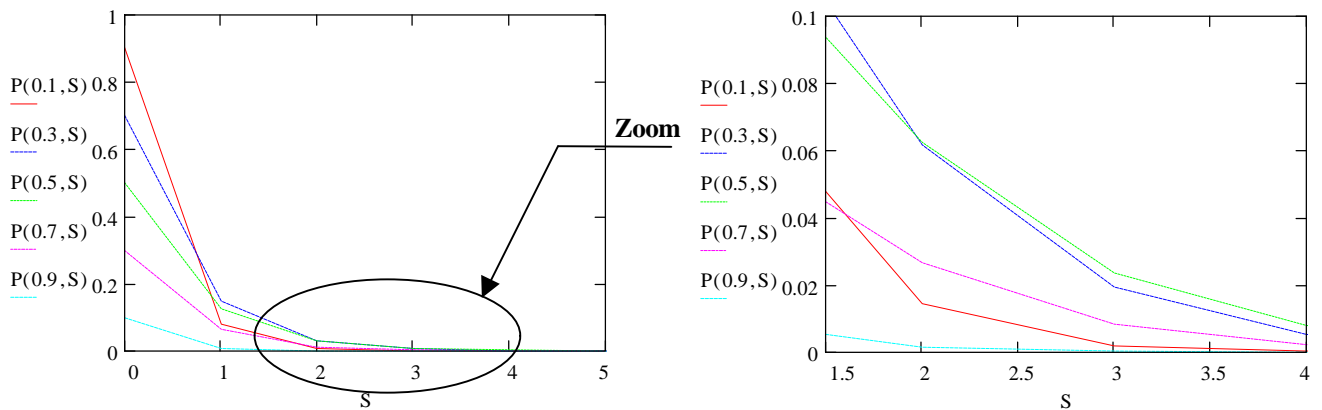 1
0.8
0.6
0.4
0.2
0
P(0.1,S)
P(0.3,S)
P(0.5,S)
P(0.7,S)
P(0.9,S)
0 1 2 3 4 5
S
Zoom
0.1
0.08
0.06
0.04
0.02
0
P(0.1,S)
P(0.3,S)
P(0.5,S)
P(0.7,S)
P(0.9,S)
1.5 2 2.5 3 3.5 4
S